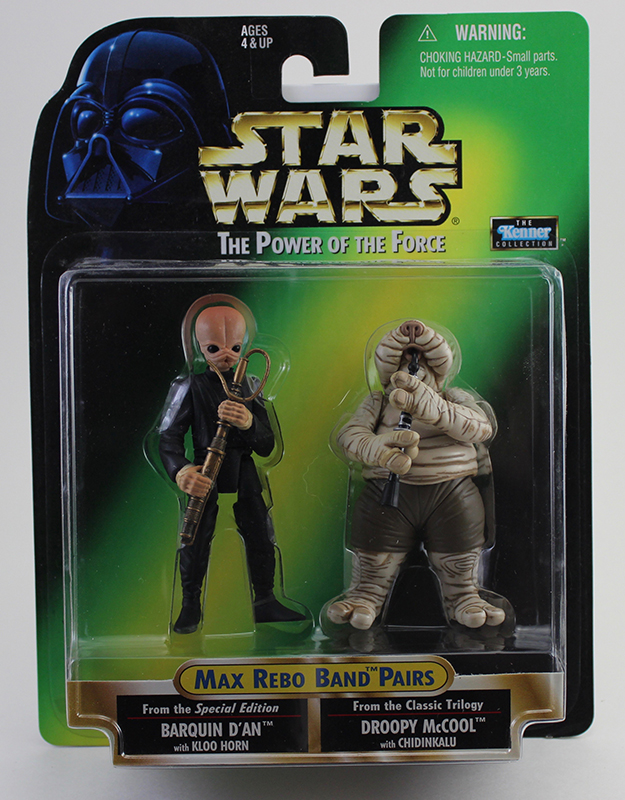 AGES
4 & UP
WARNING:
CHOKING HAZARD-Small parts.
Not for children under 3 years.
STAR
WARS®
THE POWER OF THE FORCE
THE
Kenner
COLLECTION™
MAX REBO BAND™ PAIRS
From the Special Edition
BARQUIN D'AN™
with KLOO HORN
From the Classic Trilogy
DROOPY McCOOL™
with CHIDINKALU